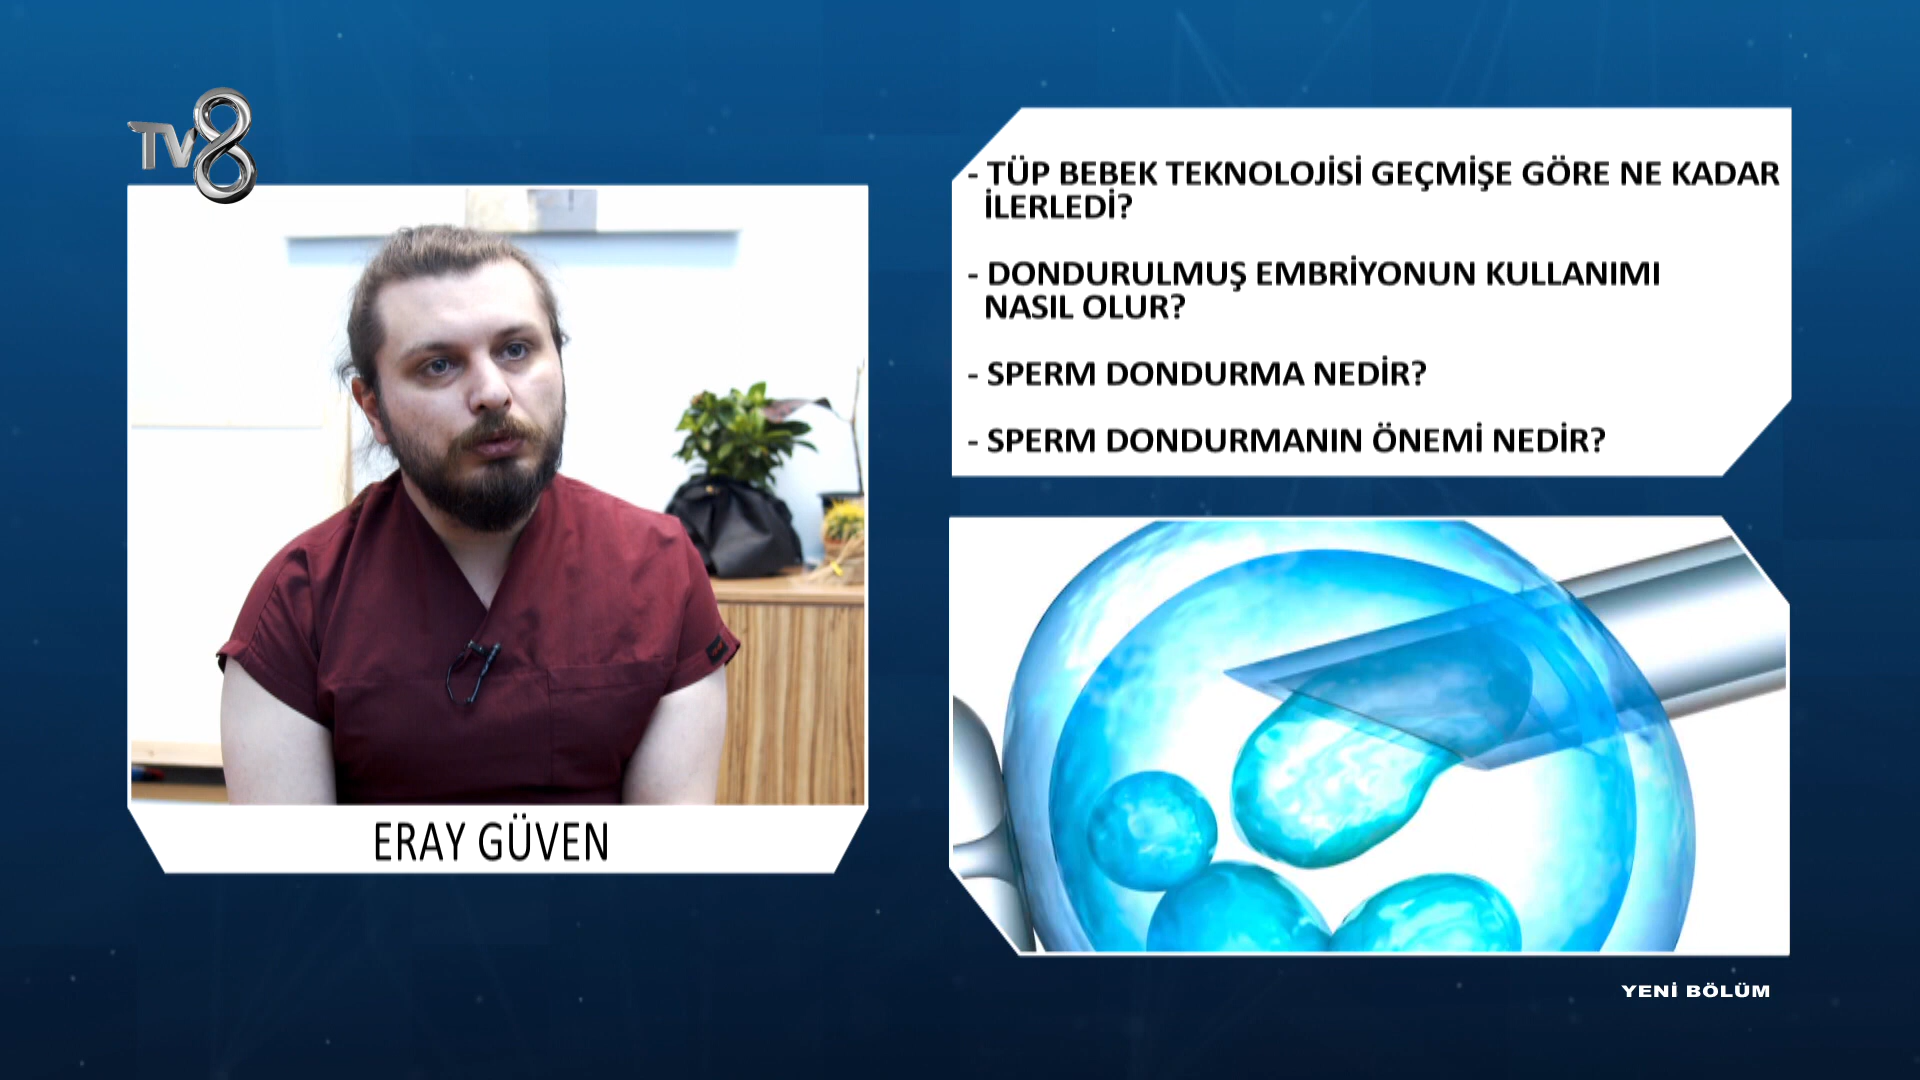 TV8
- TÜP BEBEK TEKNOLOJİSİ GEÇMİŞE GÖRE NE KADAR
İLERLEDİ?
- DONDURULMUŞ EMBRİYONUN KULLANIMI
NASIL OLUR?
- SPERM DONDURMA NEDİR?
- SPERM DONDURMANIN ÖNEMİ NEDİR?
ERAY GÜVEN
YENİ BÖLÜM